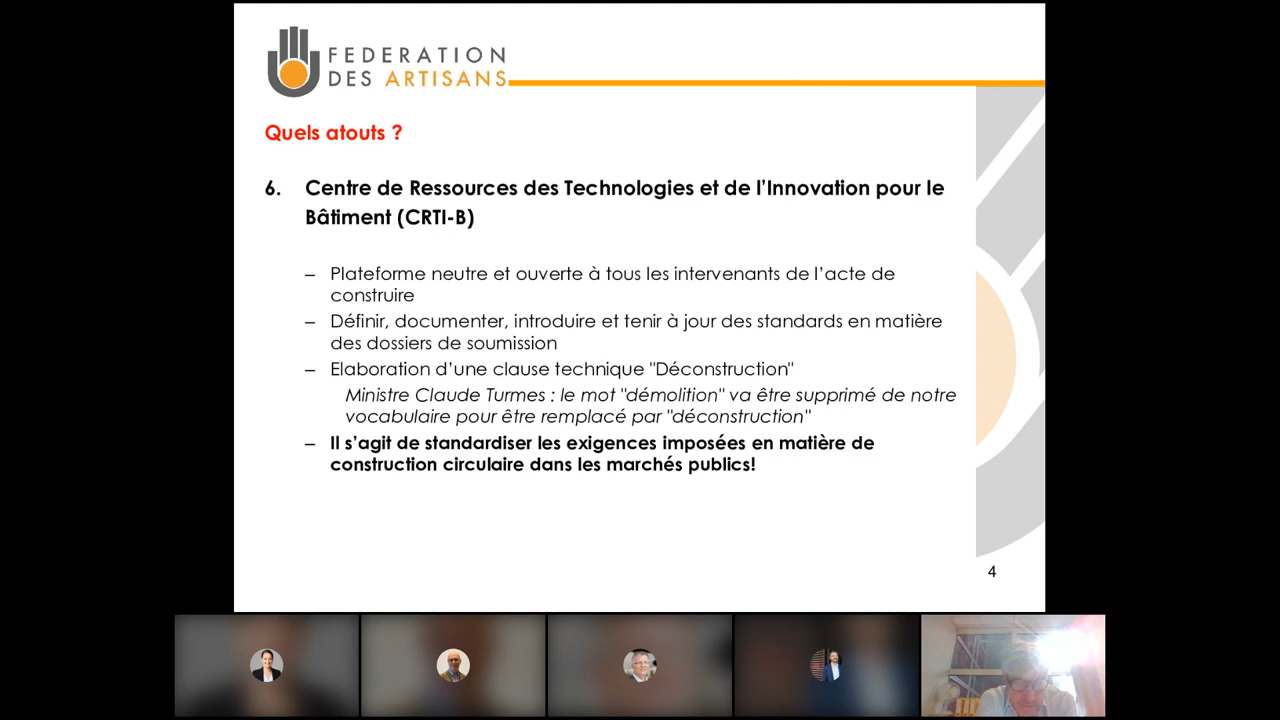 FEDERATION
DES ARTISANS
Quels atouts ?
6. Centre de Ressources des Technologies et de l'Innovation pour le
Bâtiment (CRTI-B)
– Plateforme neutre et ouverte à tous les intervenants de l'acte de
construire
– Définir, documenter, introduire et tenir à jour des standards en matière
des dossiers de soumission
– Elaboration d'une clause technique "Déconstruction"
Ministre Claude Turmes : le mot "démolition" va être supprimé de notre
vocabulaire pour être remplacé par "déconstruction"
– Il s'agit de standardiser les exigences imposées en matière de
construction circulaire dans les marchés publics!
4